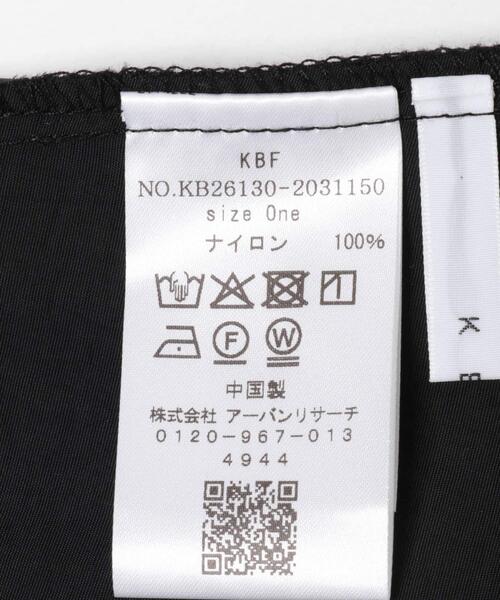 KBF
NO.KB26130-2031150
size One
ナイロン 100%
F W
中国製
株式会社 アーバンリサーチ
0120-967-013
4944
K